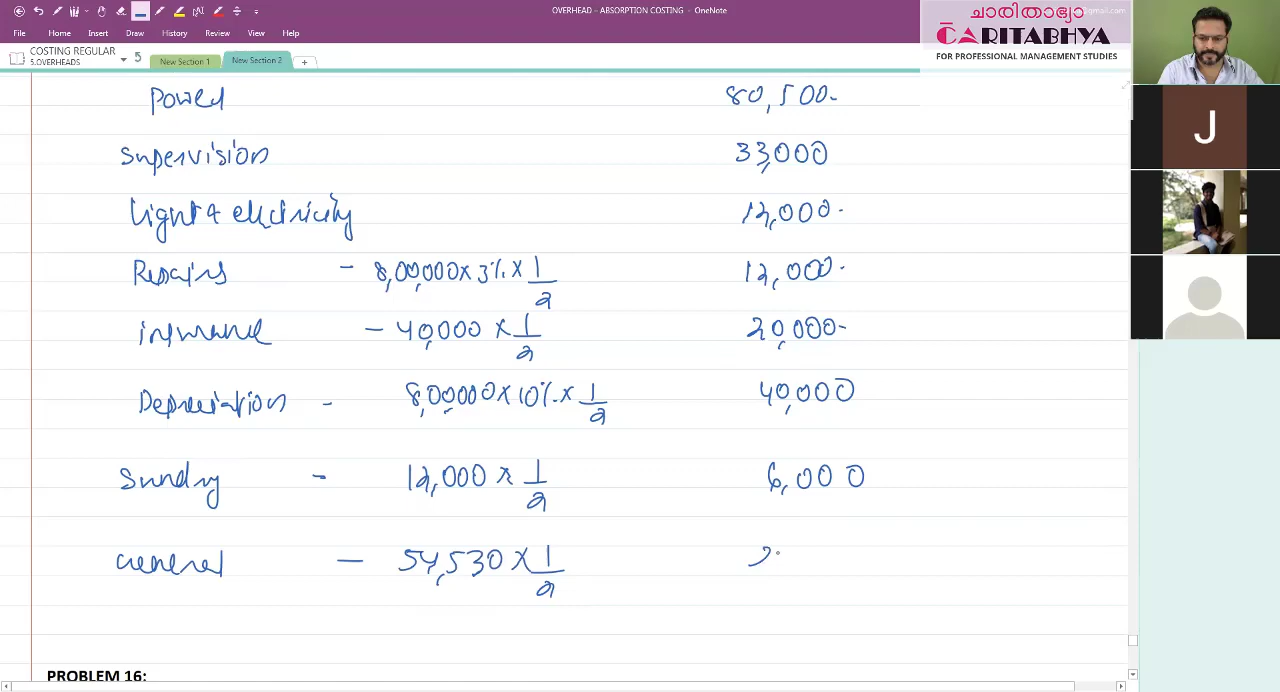 OVERHEAD – ABSORPTION COSTING - OneNote
ചാരിതാഭ്യാ
CARITABHYA
FOR PROFESSIONAL MANAGEMENT STUDIES
File Home Insert Draw History Review View Help
COSTING REGULAR
5.OVERHEADS
5 New Section 1 New Section 2 +
Power 80,500-
Supervision 33,000
Light & electricity 12,000-
Repairs - 8,00,000 x 3% x 1/2 12,000-
insurance - 40,000 x 1/2 20,000-
Depreciation - 8,00,000 x 10% x 1/2 40,000
Sundry - 12,000 x 1/2 6,000
General - 54,530 x 1/2 2
J
PROBLEM 16: